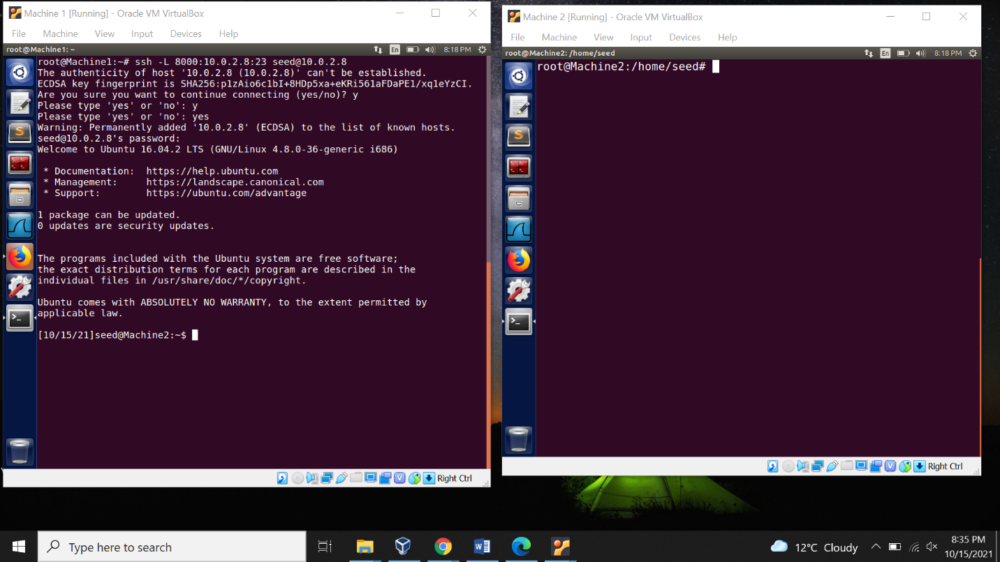 Machine 1 [Running] - Oracle VM VirtualBox
File Machine View Input Devices Help
root@Machine1: ~
En
8:18 PM
root@Machine1:~# ssh -L 8000:10.0.2.8:23 seed@10.0.2.8
The authenticity of host '10.0.2.8 (10.0.2.8)' can't be established.
ECDSA key fingerprint is SHA256:p1zAio6c1bI+8HDp5xa+eKRi561aFDaPE1/xq1eYzCI.
Are you sure you want to continue connecting (yes/no)? y
Please type 'yes' or 'no': y
Please type 'yes' or 'no': yes
Warning: Permanently added '10.0.2.8' (ECDSA) to the list of known hosts.
seed@10.0.2.8's password:
Welcome to Ubuntu 16.04.2 LTS (GNU/Linux 4.8.0-36-generic i686)
* Documentation: https://help.ubuntu.com
* Management: https://landscape.canonical.com
* Support: https://ubuntu.com/advantage
1 package can be updated.
0 updates are security updates.
The programs included with the Ubuntu system are free software;
the exact distribution terms for each program are described in the
individual files in /usr/share/doc/*/copyright.
Ubuntu comes with ABSOLUTELY NO WARRANTY, to the extent permitted by
applicable law.
[10/15/21]seed@Machine2:~$
Right Ctrl
Machine 2 [Running] - Oracle VM VirtualBox
File Machine View Input Devices Help
root@Machine2: /home/seed
En
8:18 PM
root@Machine2:/home/seed#
Right Ctrl
Type here to search
12°C Cloudy
8:35 PM
10/15/2021